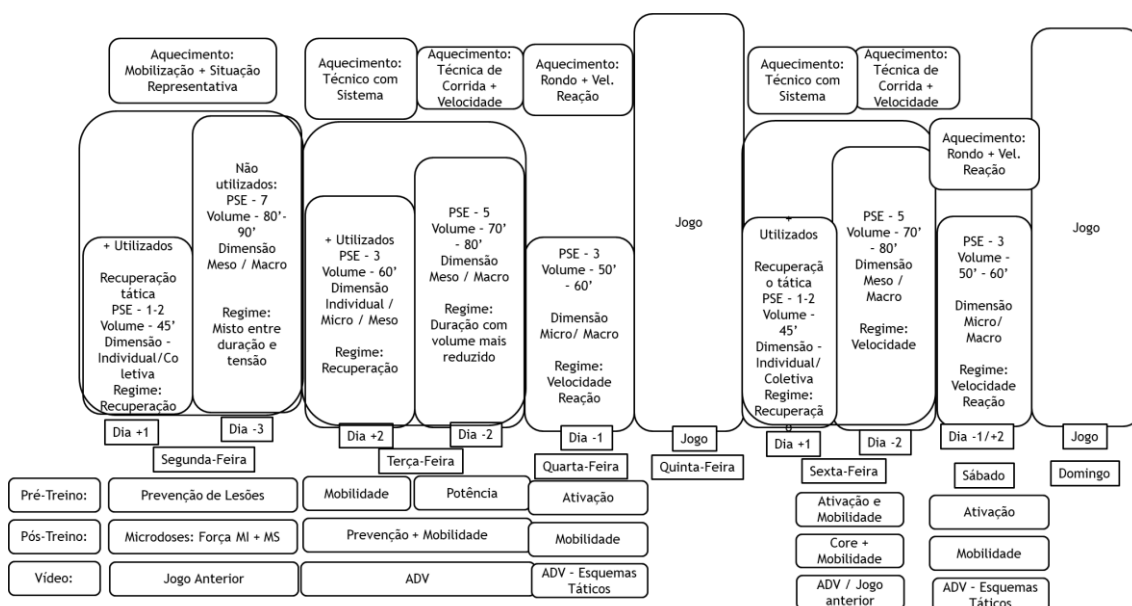 Aquecimento:
Mobilização + Situação
Representativa
Aquecimento:
Técnico com
Sistema
Aquecimento:
Técnica de
Corrida +
Velocidade
Aquecimento:
Rondo + Vel.
Reação
Aquecimento:
Técnico com
Sistema
Aquecimento:
Técnica de
Corrida +
Velocidade
Aquecimento:
Rondo + Vel.
Reação
+ Utilizados
Recuperação
tática
PSE - 1-2
Volume - 45'
Dimensão -
Individual/Co
letiva
Regime:
Recuperação
Não
utilizados:
PSE - 7
Volume - 80'-
90'
Dimensão
Meso / Macro
Regime:
Misto entre
duração e
tensão
+ Utilizados
PSE - 3
Volume - 60'
Dimensão
Individual /
Micro / Meso
Regime:
Recuperação
PSE - 5
Volume - 70'
- 80'
Dimensão
Meso / Macro
Regime:
Duração com
volume mais
reduzido
PSE - 3
Volume - 50'
- 60'
Dimensão
Micro/ Macro
Regime:
Velocidade
Reação
Jogo
+
Utilizados
Recuperaçã
o tática
PSE - 1-2
Volume -
45'
Dimensão -
Individual/
Coletiva
Regime:
Recuperaçã
o
PSE - 5
Volume - 70'
- 80'
Dimensão
Meso /
Macro
Regime:
Velocidade
PSE - 3
Volume -
50' - 60'
Dimensão
Micro/
Macro
Regime:
Velocidade
Reação
Jogo
Dia +1
Dia -3
Dia +2
Dia -2
Dia -1
Jogo
Dia +1
Dia -2
Dia -1/+2
Jogo
Segunda-Feira
Terça-Feira
Quarta-Feira
Quinta-Feira
Sexta-Feira
Sábado
Domingo
Pré-Treino:
Prevenção de Lesões
Mobilidade
Potência
Ativação
Ativação e
Mobilidade
Ativação
Pós-Treino:
Microdoses: Força MI + MS
Prevenção + Mobilidade
Mobilidade
Core +
Mobilidade
Mobilidade
Vídeo:
Jogo Anterior
ADV
ADV - Esquemas
Táticos
ADV / Jogo
anterior
ADV - Esquemas
Táticos